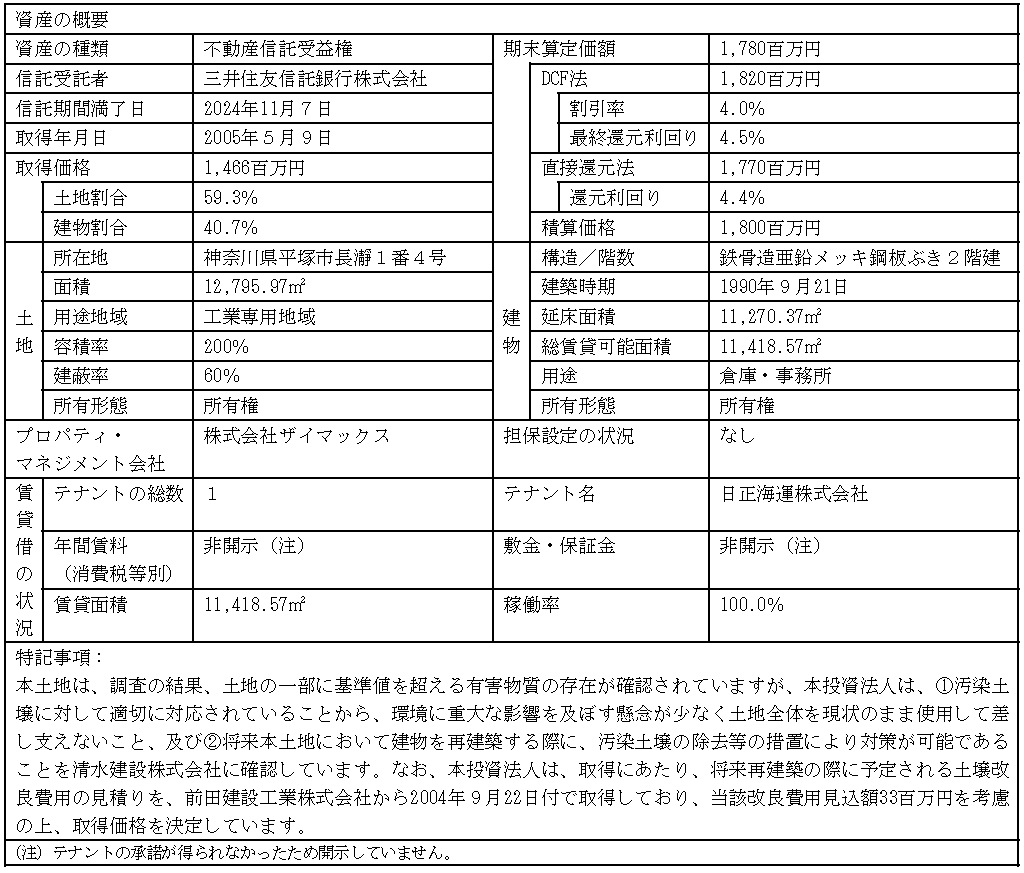 資産の概要
資産の種類 不動産信託受益権 期末算定価額 1,780百万円
信託受託者 三井住友信託銀行株式会社 DCF法 1,820百万円
信託期間満了日 2024年11月７日 割引率 4.0%
取得年月日 2005年５月９日 最終還元利回り 4.5%
取得価格 1,466百万円 直接還元法 1,770百万円
土地割合 59.3% 還元利回り 4.4%
建物割合 40.7% 積算価格 1,800百万円
土地 所在地 神奈川県平塚市長瀞１番４号 建物 構造／階数 鉄骨造亜鉛メッキ鋼板ぶき２階建
面積 12,795.97㎡ 建築時期 1990年９月21日
用途地域 工業専用地域 延床面積 11,270.37㎡
容積率 200% 総賃貸可能面積 11,418.57㎡
建蔽率 60% 用途 倉庫・事務所
所有形態 所有権 所有形態 所有権
プロパティ・ 株式会社ザイマックス 担保設定の状況 なし
マネジメント会社
賃貸借の状況 テナントの総数 １ テナント名 日正海運株式会社
年間賃料 非開示（注） 敷金・保証金 非開示（注）
（消費税等別）
賃貸面積 11,418.57㎡ 稼働率 100.0%
特記事項：
本土地は、調査の結果、土地の一部に基準値を超える有害物質の存在が確認されていますが、本投資法人は、①汚染土
壌に対して適切に対応されていることから、環境に重大な影響を及ぼす懸念が少なく土地全体を現状のまま使用して差
し支えないこと、及び②将来本土地において建物を再建築する際に、汚染土壌の除去等の措置により対策が可能である
ことを清水建設株式会社に確認しています。なお、本投資法人は、取得にあたり、将来再建築の際に予定される土壌改
良費用の見積りを、前田建設工業株式会社から2004年９月22日付で取得しており、当該改良費用見込額33百万円を考慮
の上、取得価格を決定しています。
（注）テナントの承諾が得られなかったため開示していません。